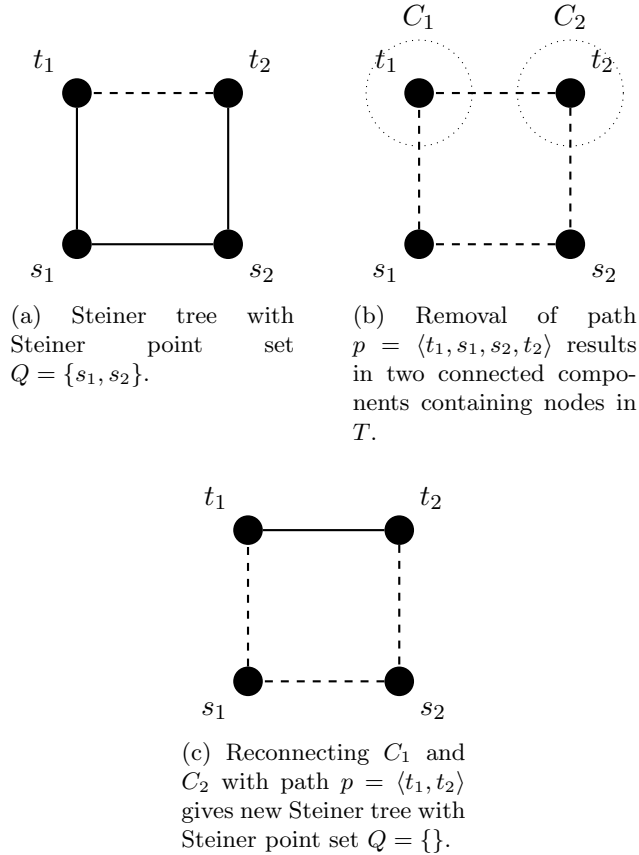 C₁ C₂
t₁ t₂ t₁ t₂
s₁ s₂ s₁ s₂
(a) Steiner tree with
Steiner point set
Q = {s₁, s₂}.
(b) Removal of path
p = ⟨t₁, s₁, s₂, t₂⟩ results
in two connected compo-
nents containing nodes in
T.
t₁ t₂
s₁ s₂
(c) Reconnecting C₁ and
C₂ with path p = ⟨t₁, t₂⟩
gives new Steiner tree with
Steiner point set Q = {}.